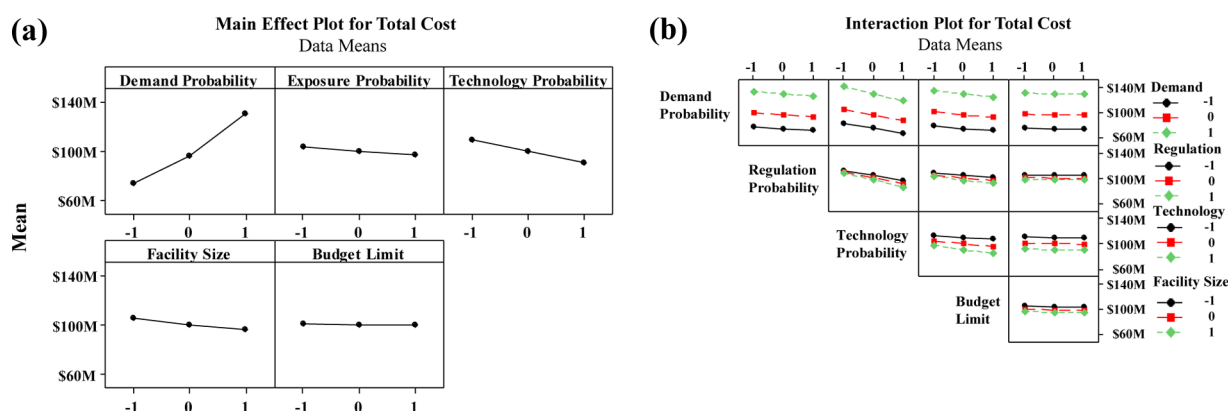 (a)
Main Effect Plot for Total Cost
Data Means
Demand Probability Exposure Probability Technology Probability
$140M
$100M
$60M
-1 0 1 -1 0 1 -1 0 1
Mean
Facility Size Budget Limit
$140M
$100M
$60M
-1 0 1 -1 0 1
(b)
Interaction Plot for Total Cost
Data Means
-1 0 1 -1 0 1 -1 0 1 -1 0 1
Demand
Probability
$140M
$100M
$60M
Demand
-1
0
1
Regulation
Probability
$140M
$100M
$60M
Regulation
-1
0
1
Technology
Probability
$140M
$100M
$60M
Technology
-1
0
1
Budget
Limit
$140M
$100M
$60M
Facility Size
-1
0
1